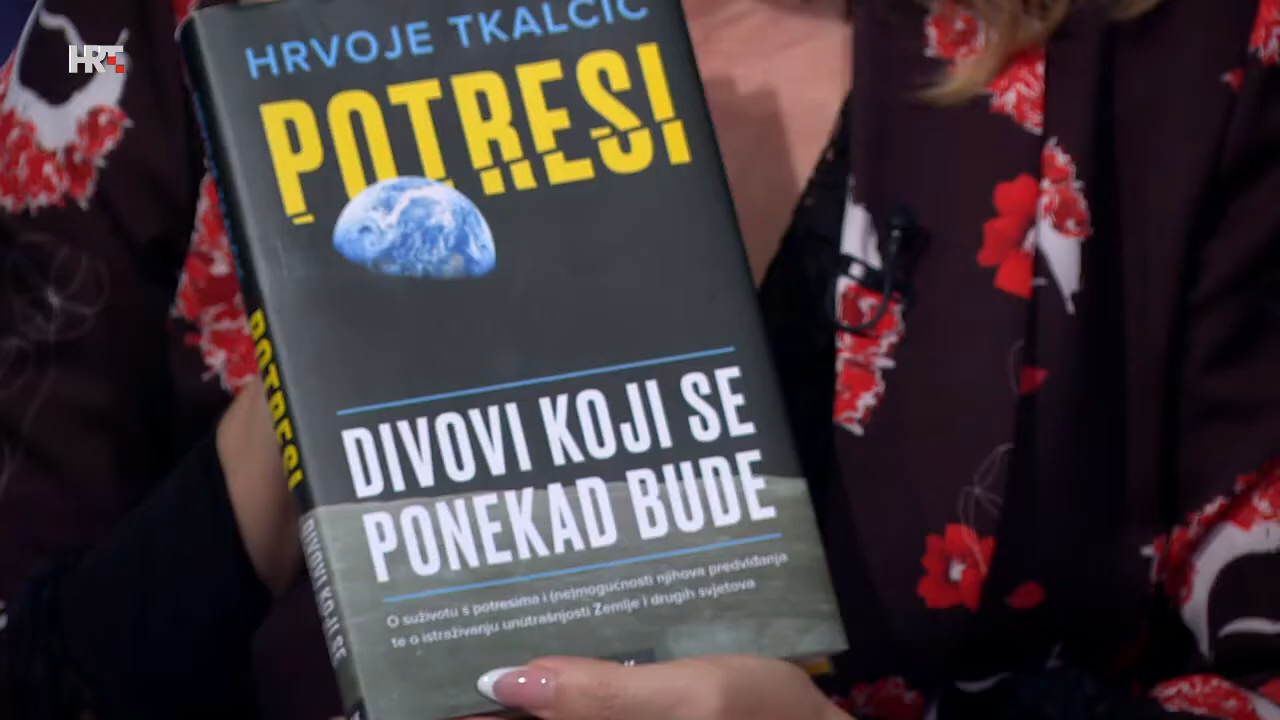 HRT
HRVOJE TKALČIĆ
POTRESI
DIVOVI KOJI SE
PONEKAD BUDE
O suživotu s potresima i (ne)mogućnosti njihova predviđanja
te o istraživanju unutrašnjosti Zemlje i drugih svjetova
POTRESI
DIVOVI KOJI SE